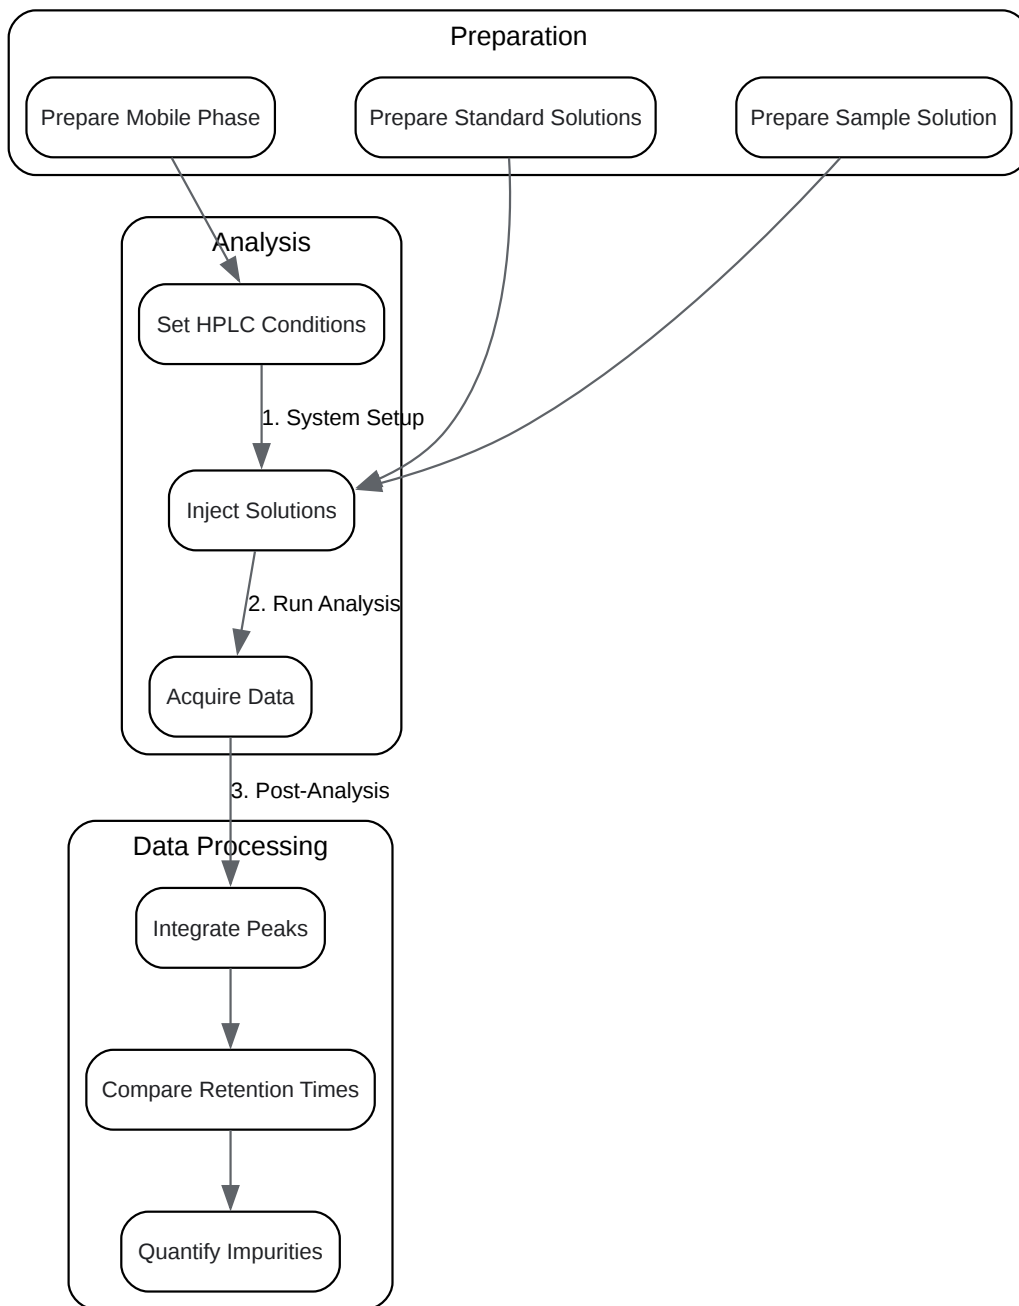 Preparation
Prepare Mobile Phase
Prepare Standard Solutions
Prepare Sample Solution
Analysis
Set HPLC Conditions
1. System Setup
Inject Solutions
2. Run Analysis
Acquire Data
3. Post-Analysis
Data Processing
Integrate Peaks
Compare Retention Times
Quantify Impurities